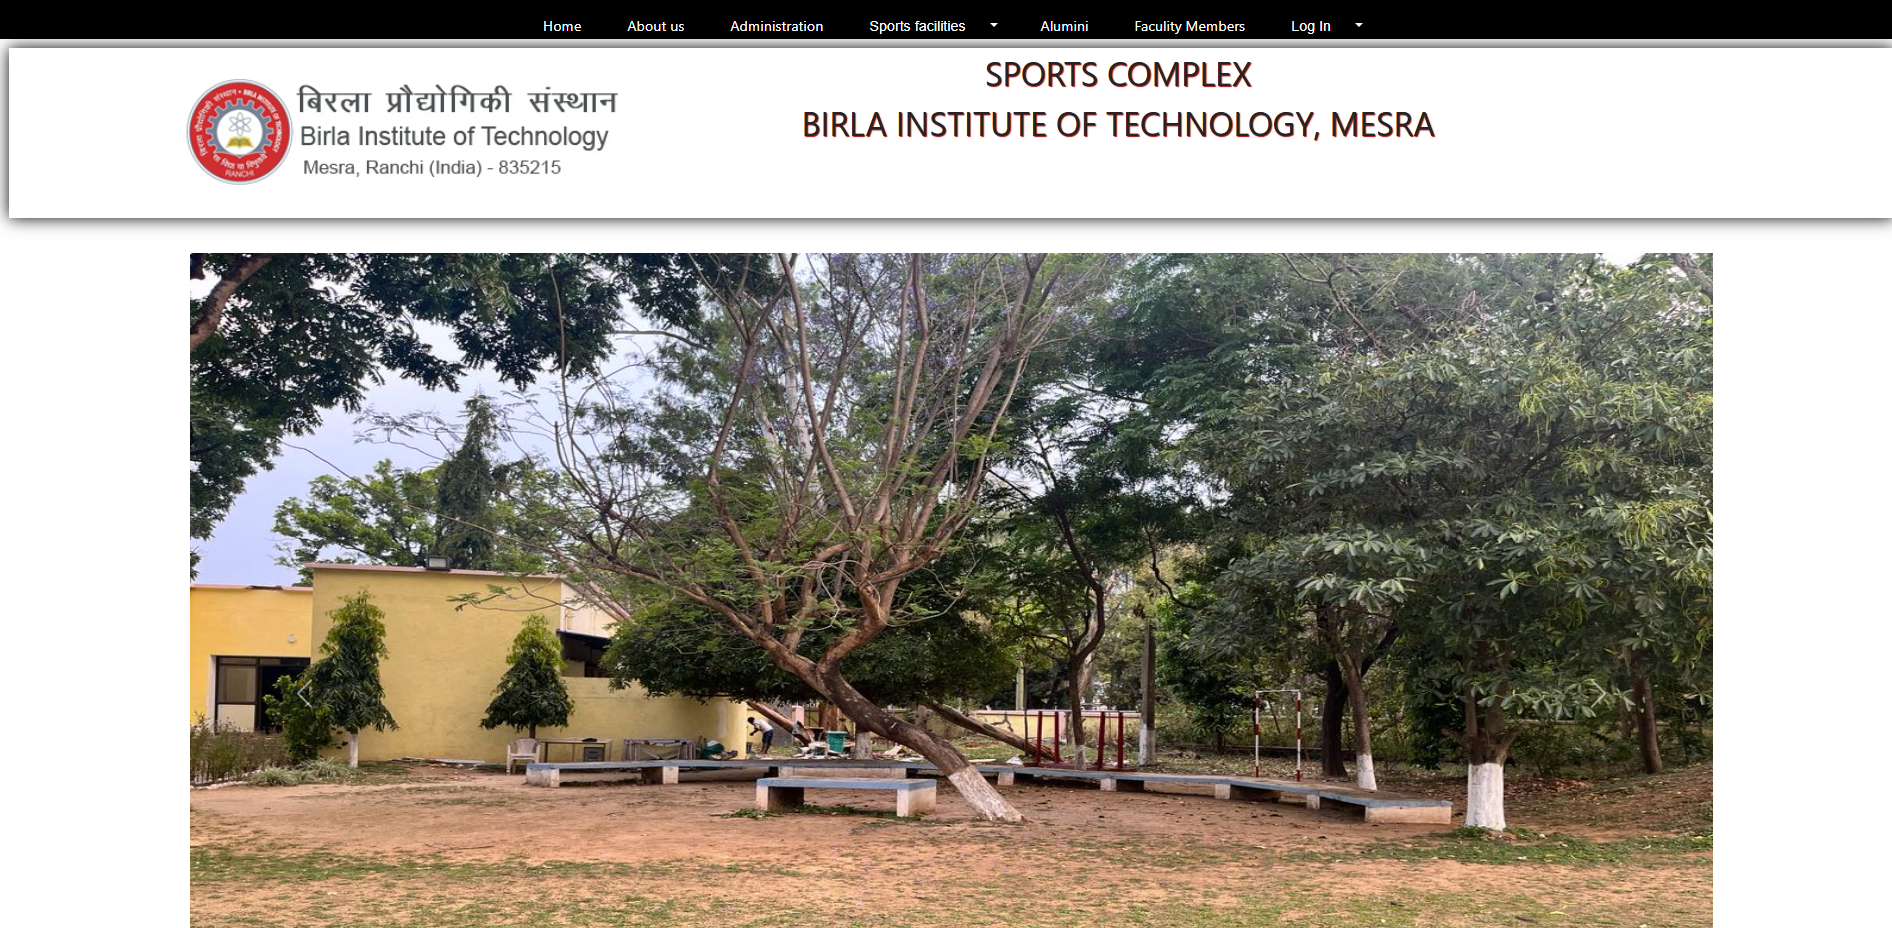 Home About us Administration Sports facilities Alumini Faculity Members Log In
SPORTS COMPLEX
BIRLA INSTITUTE OF TECHNOLOGY, MESRA
बिरला प्रौद्योगिकी संस्थान
Birla Institute of Technology
Mesra, Ranchi (India) - 835215
RANCHI